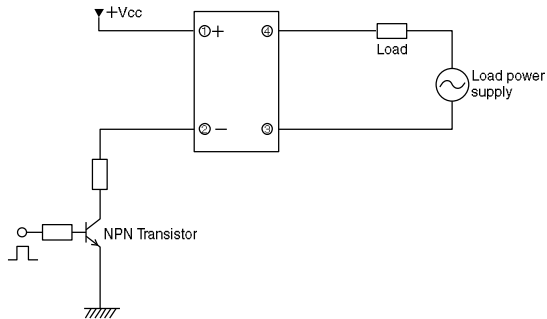 +Vcc
①+ ④
Load
Load power
supply
②− ③
NPN Transistor